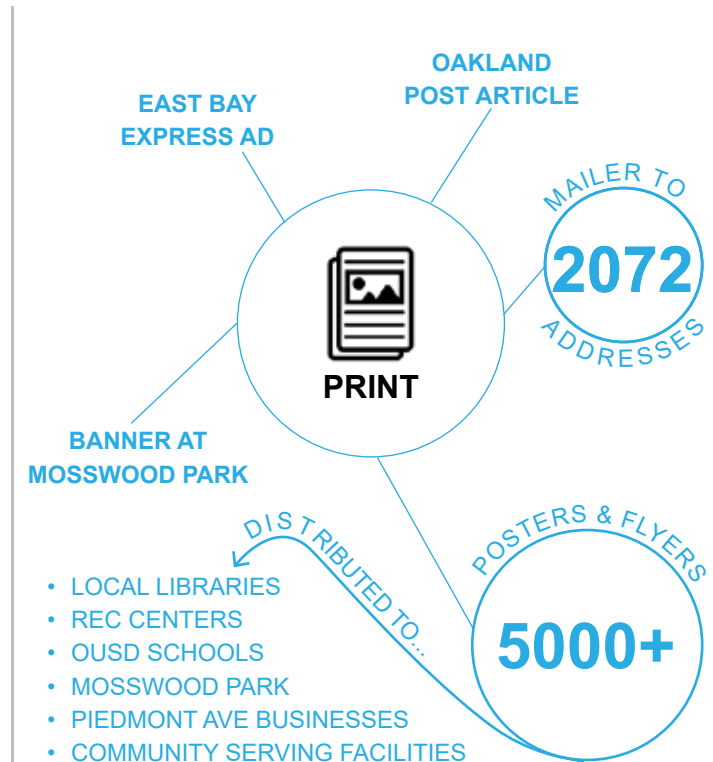 OAKLAND
POST ARTICLE
EAST BAY
EXPRESS AD
MAILER TO
2072
ADDRESSES
PRINT
BANNER AT
MOSSWOOD PARK
POSTERS & FLYERS
5000+
DISTRIBUTED TO...
• LOCAL LIBRARIES
• REC CENTERS
• OUSD SCHOOLS
• MOSSWOOD PARK
• PIEDMONT AVE BUSINESSES
• COMMUNITY SERVING FACILITIES